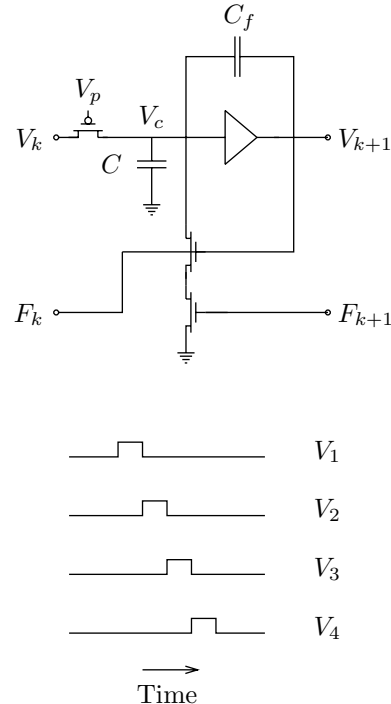 C_f
V_p
V_k
V_c
V_{k+1}
C
F_k
F_{k+1}
V_1
V_2
V_3
V_4
Time